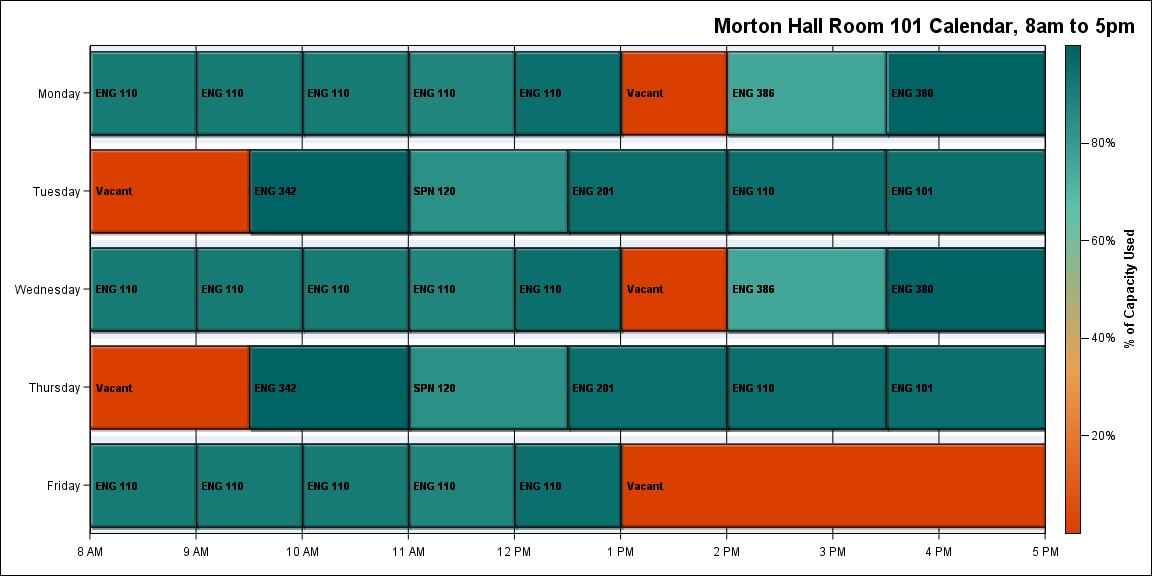 Morton Hall Room 101 Calendar, 8am to 5pm
Monday
ENG 110
ENG 110
ENG 110
ENG 110
ENG 110
Vacant
ENG 386
ENG 380
Tuesday
Vacant
ENG 342
SPN 120
ENG 201
ENG 110
ENG 101
Wednesday
ENG 110
ENG 110
ENG 110
ENG 110
ENG 110
Vacant
ENG 386
ENG 380
Thursday
Vacant
ENG 342
SPN 120
ENG 201
ENG 110
ENG 101
Friday
ENG 110
ENG 110
ENG 110
ENG 110
ENG 110
Vacant
8 AM
9 AM
10 AM
11 AM
12 PM
1 PM
2 PM
3 PM
4 PM
5 PM
80%
60%
40%
20%
% of Capacity Used